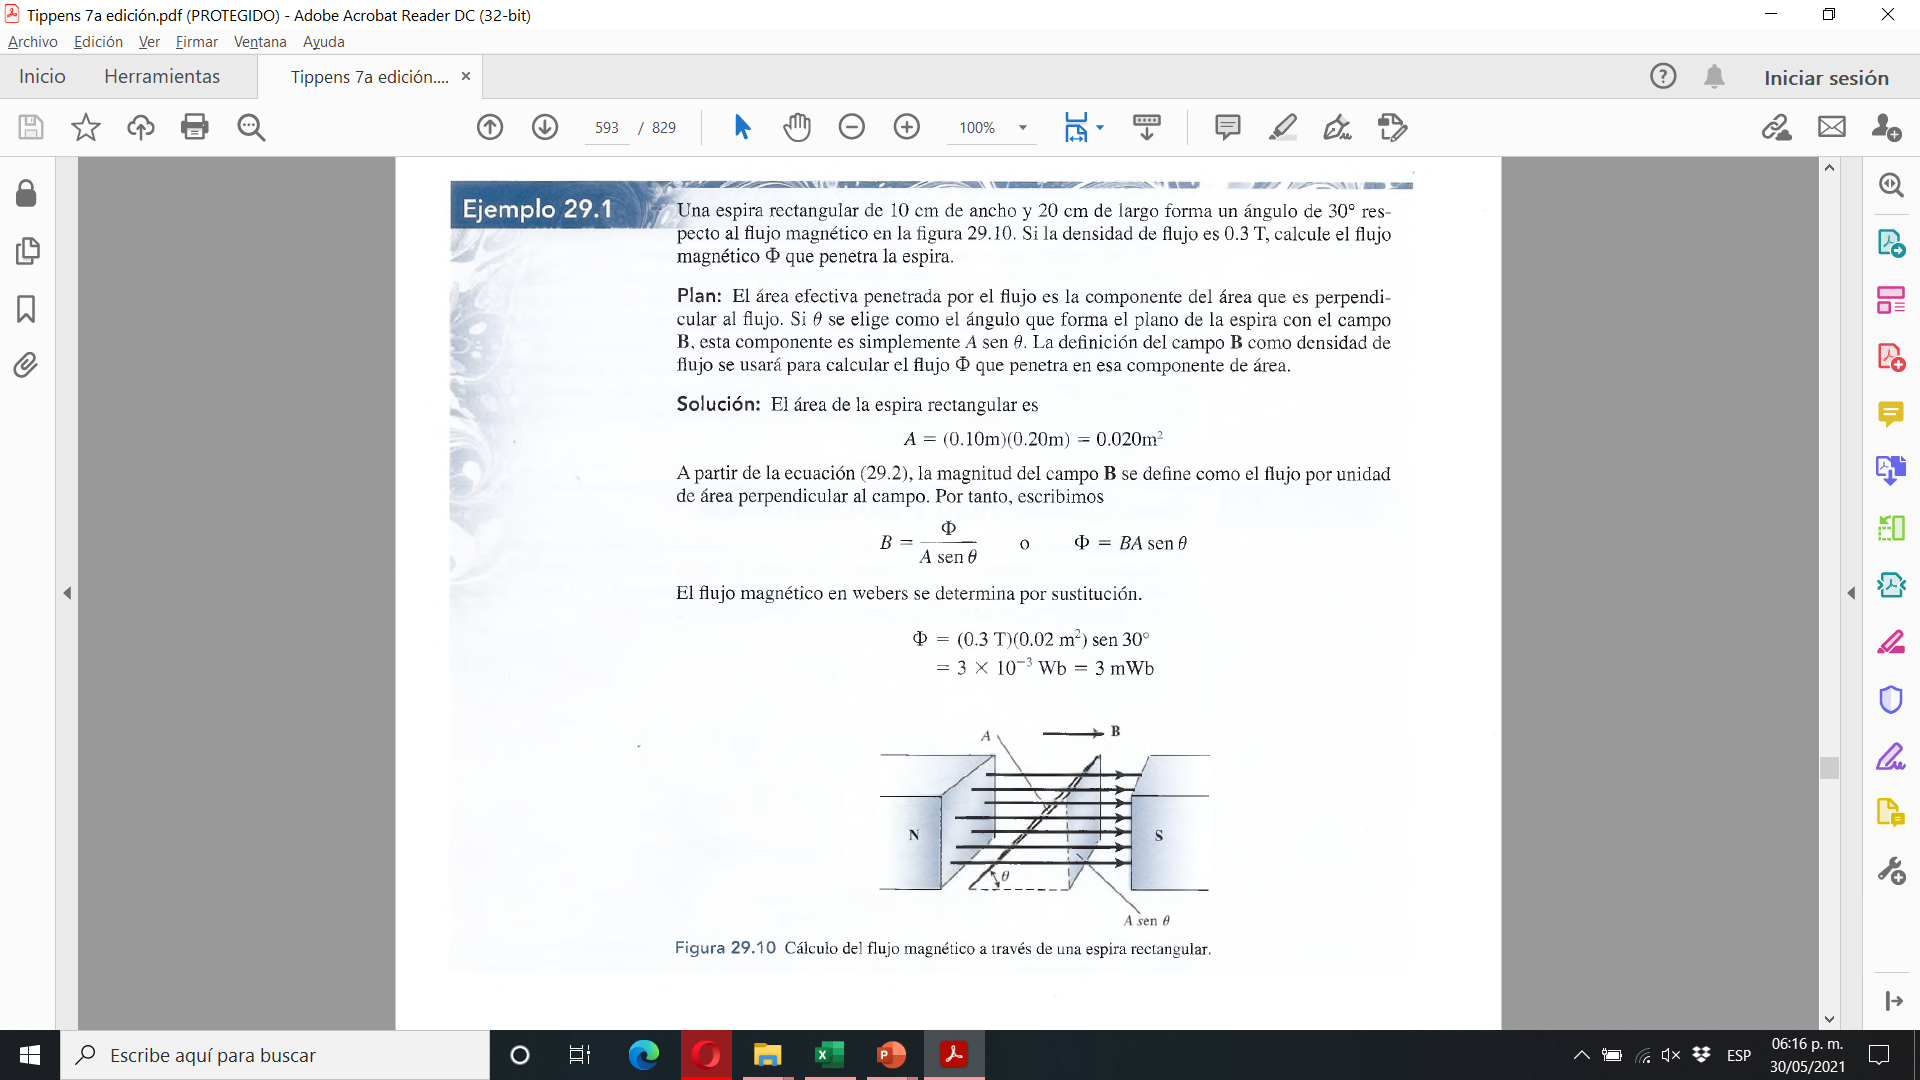 Tippens 7a edición.pdf (PROTEGIDO) - Adobe Acrobat Reader DC (32-bit)
Archivo Edición Ver Firmar Ventana Ayuda
Inicio Herramientas Tippens 7a edición.... × Iniciar sesión
593 / 829 100%
Ejemplo 29.1
Una espira rectangular de 10 cm de ancho y 20 cm de largo forma un ángulo de 30° res-
pecto al flujo magnético en la figura 29.10. Si la densidad de flujo es 0.3 T, calcule el flujo
magnético Φ que penetra la espira.
Plan: El área efectiva penetrada por el flujo es la componente del área que es perpendi-
cular al flujo. Si θ se elige como el ángulo que forma el plano de la espira con el campo
B, esta componente es simplemente A sen θ. La definición del campo B como densidad de
flujo se usará para calcular el flujo Φ que penetra en esa componente de área.
Solución: El área de la espira rectangular es
A = (0.10m)(0.20m) = 0.020m²
A partir de la ecuación (29.2), la magnitud del campo B se define como el flujo por unidad
de área perpendicular al campo. Por tanto, escribimos
B = Φ / A sen θ o Φ = BA sen θ
El flujo magnético en webers se determina por sustitución.
Φ = (0.3 T)(0.02 m²) sen 30°
= 3 × 10⁻³ Wb = 3 mWb
A B
N S
θ
A sen θ
Figura 29.10 Cálculo del flujo magnético a través de una espira rectangular.
Escribe aquí para buscar
ESP
06:16 p. m.
30/05/2021